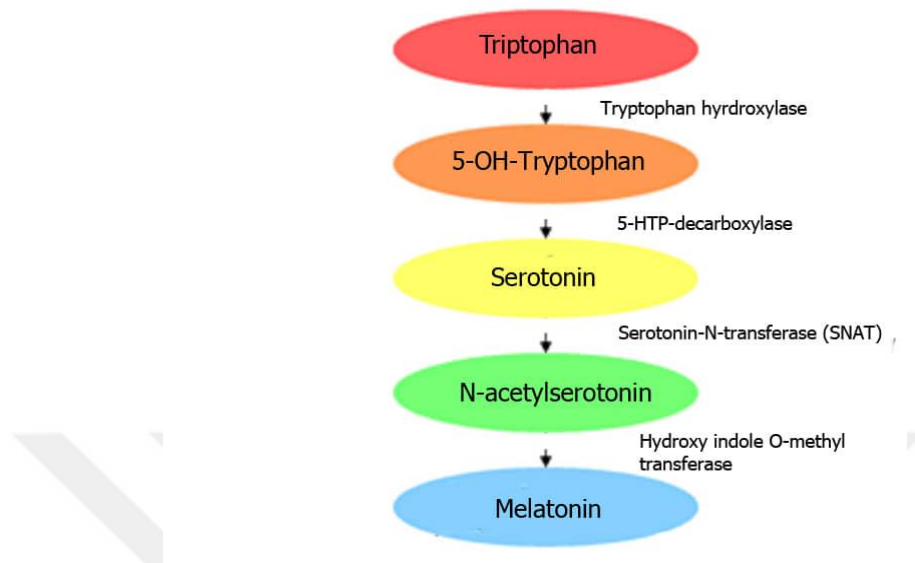 Triptophan
Tryptophan hyrdroxylase
5-OH-Tryptophan
5-HTP-decarboxylase
Serotonin
Serotonin-N-transferase (SNAT)
N-acetylserotonin
Hydroxy indole O-methyl
transferase
Melatonin